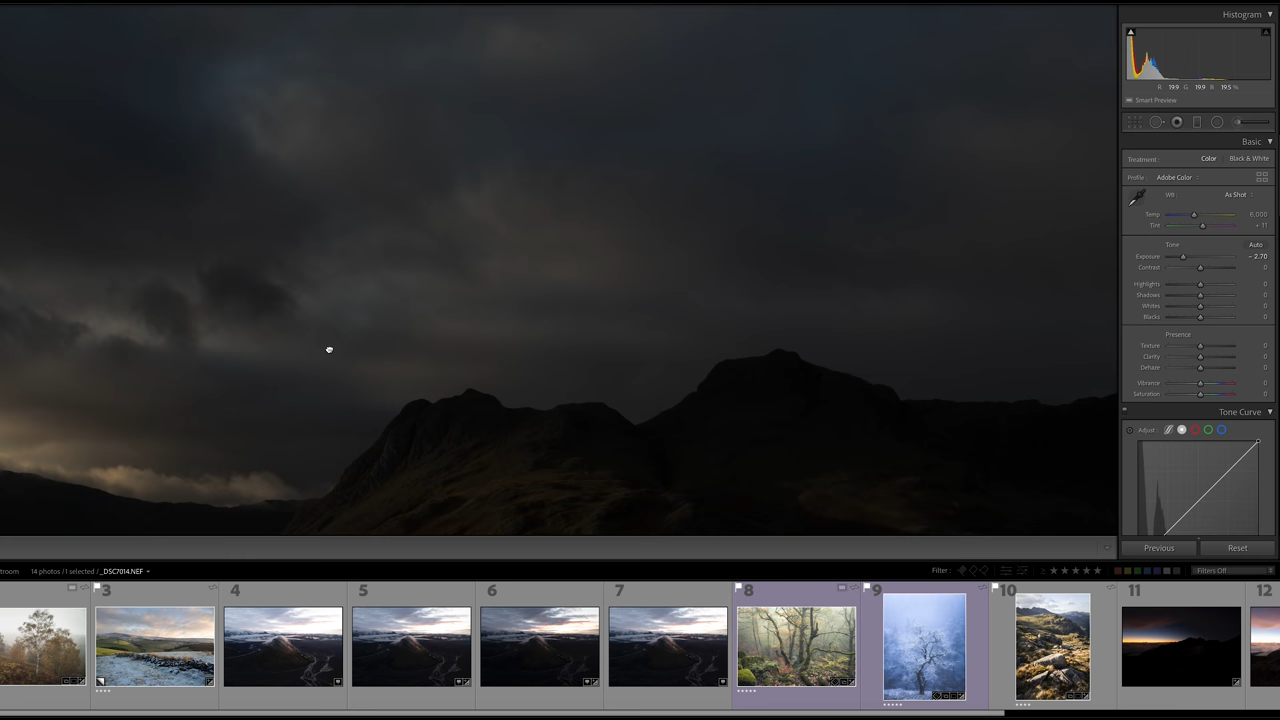 Histogram
R 19.9 G 19.9 B 19.5 %
Smart Preview
Basic
Treatment : Color Black & White
Profile : Adobe Color
WB : As Shot
Temp 6,000
Tint + 11
Tone Auto
Exposure − 2.70
Contrast 0
Highlights 0
Shadows 0
Whites 0
Blacks 0
Presence
Texture 0
Clarity 0
Dehaze 0
Vibrance 0
Saturation 0
Tone Curve
Adjust :
Previous Reset
troom 14 photos / 1 selected / _DSC7014.NEF
Filter : Filters Off
3 4 5 6 7 8 9 10 11 12